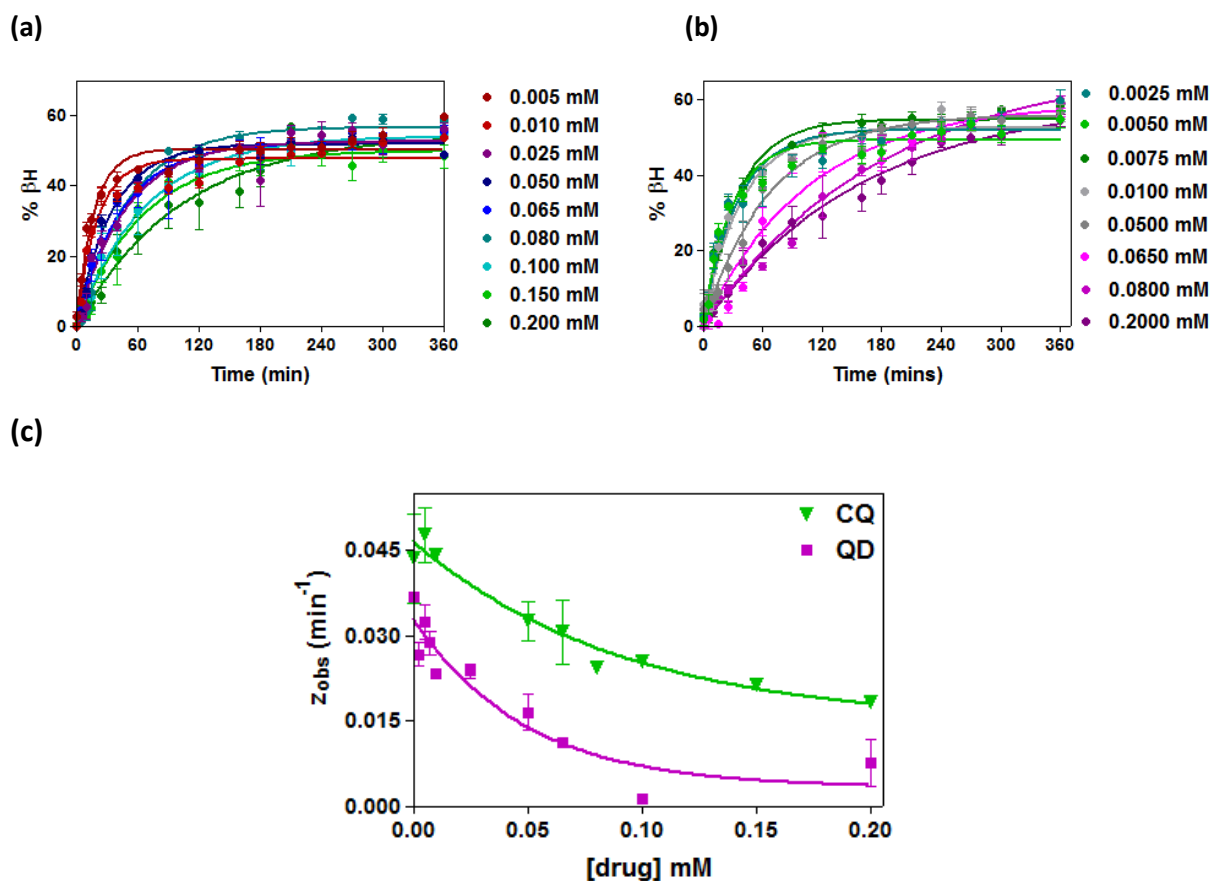 (a)
60
40
20
0
% βH
0 60 120 180 240 300 360
Time (min)
0.005 mM
0.010 mM
0.025 mM
0.050 mM
0.065 mM
0.080 mM
0.100 mM
0.150 mM
0.200 mM
(b)
60
40
20
0
% βH
0 60 120 180 240 300 360
Time (mins)
0.0025 mM
0.0050 mM
0.0075 mM
0.0100 mM
0.0500 mM
0.0650 mM
0.0800 mM
0.2000 mM
(c)
CQ
QD
0.045
0.030
0.015
0.000
Zobs (min-1)
0.00 0.05 0.10 0.15 0.20
[drug] mM